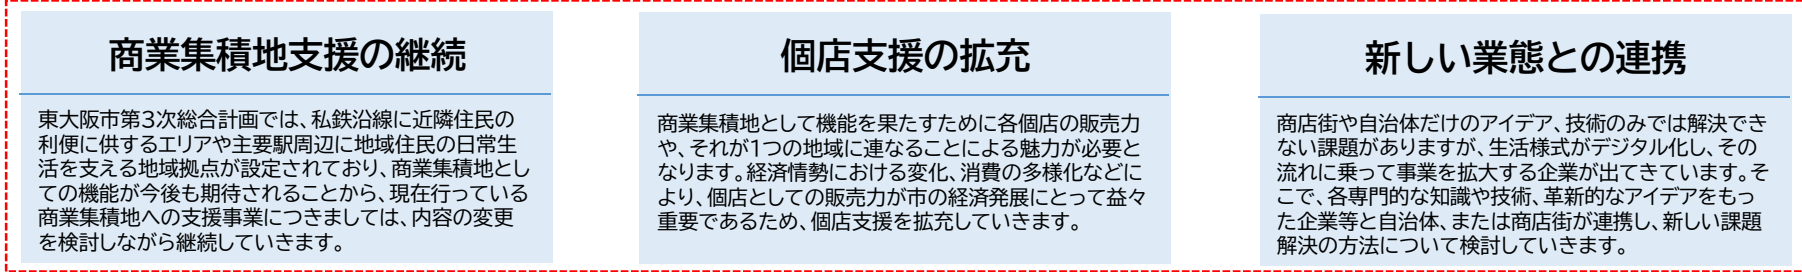 商業集積地支援の継続
東大阪市第3次総合計画では、私鉄沿線に近隣住民の
利便に供するエリアや主要駅周辺に地域住民の日常生
活を支える地域拠点が設定されており、商業集積地とし
ての機能が今後も期待されることから、現在行っている
商業集積地への支援事業につきましては、内容の変更
を検討しながら継続していきます。
個店支援の拡充
商業集積地として機能を果たすために各個店の販売力
や、それが1つの地域に連なることによる魅力が必要と
なります。経済情勢における変化、消費の多様化などに
より、個店としての販売力が市の経済発展にとって益々
重要であるため、個店支援を拡充していきます。
新しい業態との連携
商店街や自治体だけのアイデア、技術のみでは解決でき
ない課題がありますが、生活様式がデジタル化し、その
流れに乗って事業を拡大する企業が出てきています。そ
こで、各専門的な知識や技術、革新的なアイデアをもっ
た企業等と自治体、または商店街が連携し、新しい課題
解決の方法について検討していきます。